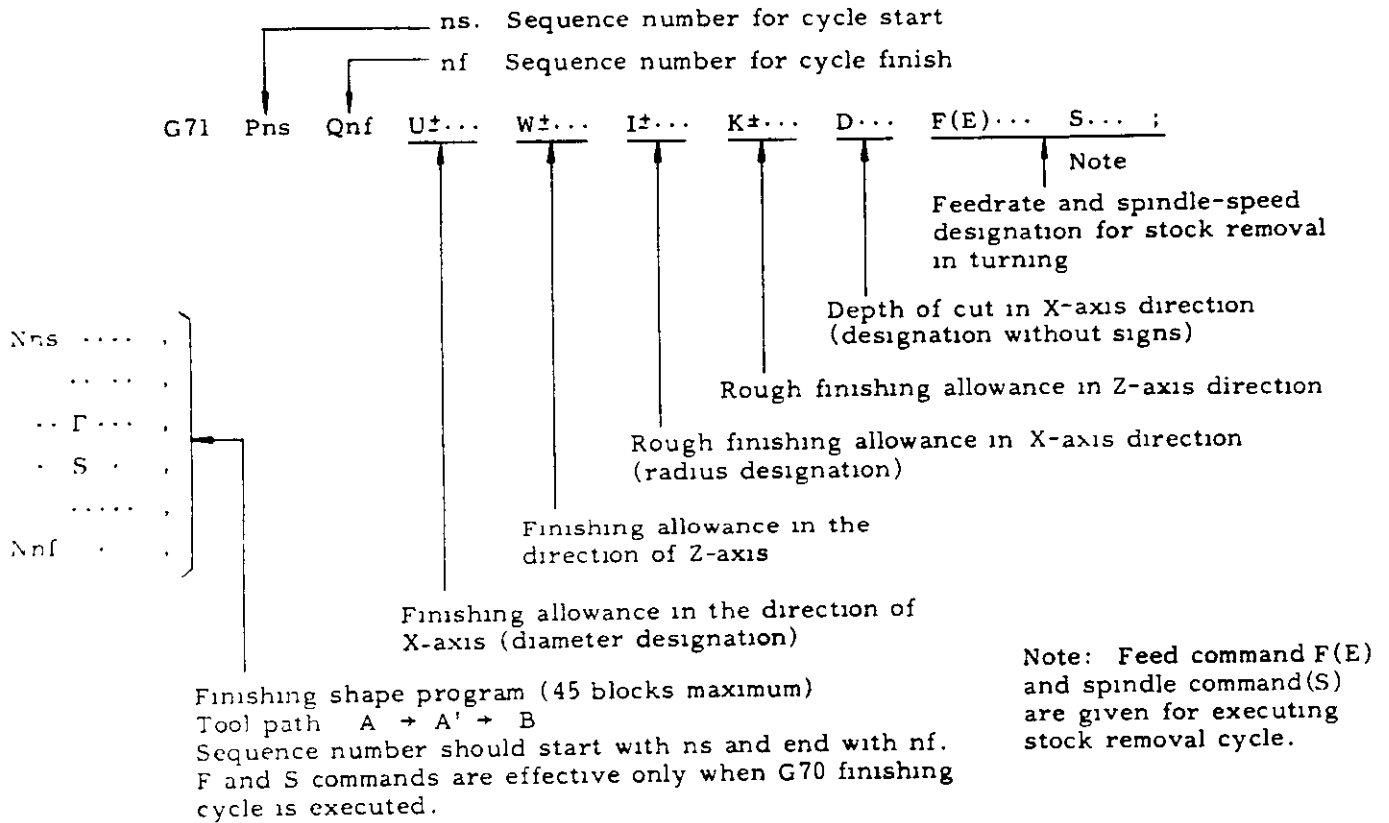 ns. Sequence number for cycle start
nf Sequence number for cycle finish
G71 Pns Qnf U±... W±... I±... K±... D... F(E)... S... ;
Note
Feedrate and spindle-speed
designation for stock removal
in turning
Depth of cut in X-axis direction
(designation without signs)
Rough finishing allowance in Z-axis direction
Rough finishing allowance in X-axis direction
(radius designation)
Finishing allowance in the
direction of Z-axis
Finishing allowance in the direction of
X-axis (diameter designation)
Nns .... ,
.. .. ,
.. Γ ... ,
. S . ,
..... ,
Nnf . ,
Finishing shape program (45 blocks maximum)
Tool path A → A' → B
Sequence number should start with ns and end with nf.
F and S commands are effective only when G70 finishing
cycle is executed.
Note: Feed command F(E)
and spindle command(S)
are given for executing
stock removal cycle.